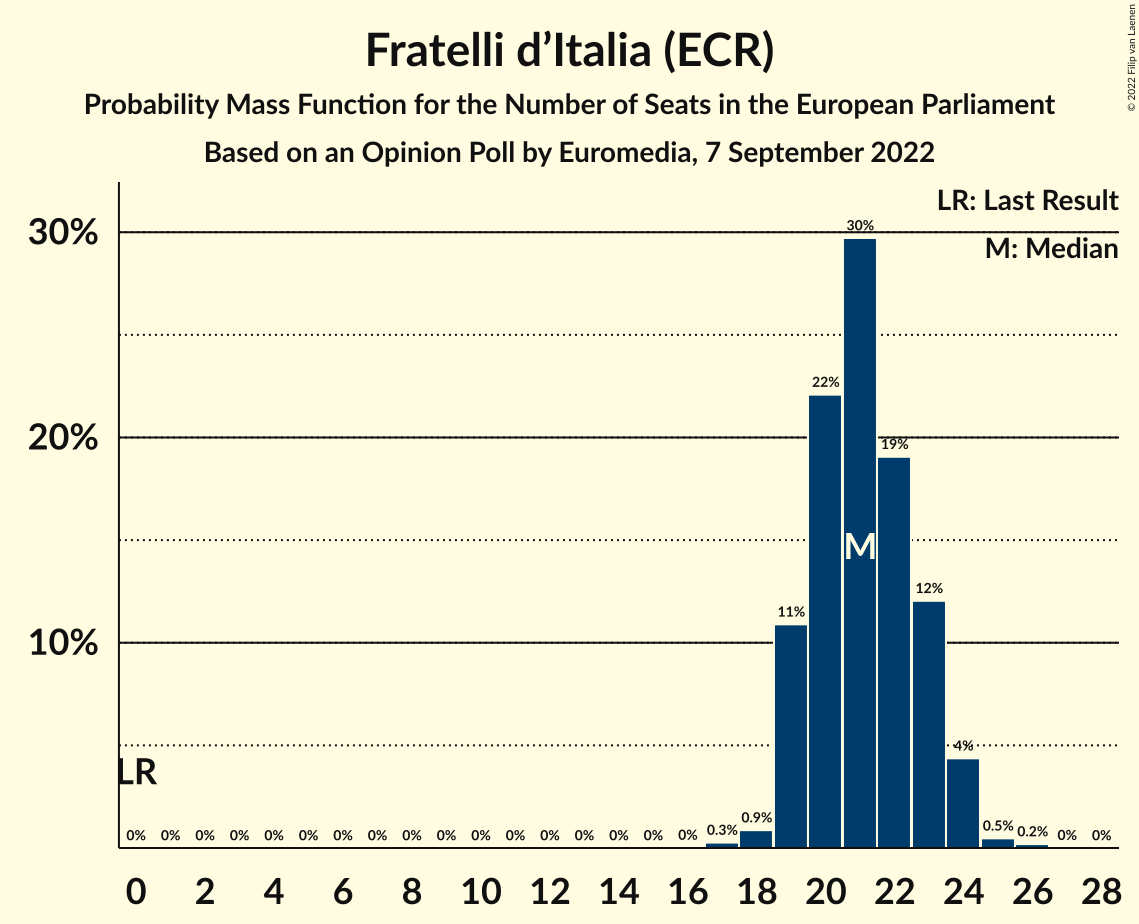 Fratelli d’Italia (ECR)
Probability Mass Function for the Number of Seats in the European Parliament
Based on an Opinion Poll by Euromedia, 7 September 2022
© 2022 Filip van Laenen
LR: Last Result
M: Median
30%
20%
10%
30%
22%
19%
M
12%
11%
4%
LR
0% 0% 0% 0% 0% 0% 0% 0% 0% 0% 0% 0% 0% 0% 0% 0% 0% 0.3% 0.9% 0.5% 0.2% 0% 0%
0 2 4 6 8 10 12 14 16 18 20 22 24 26 28